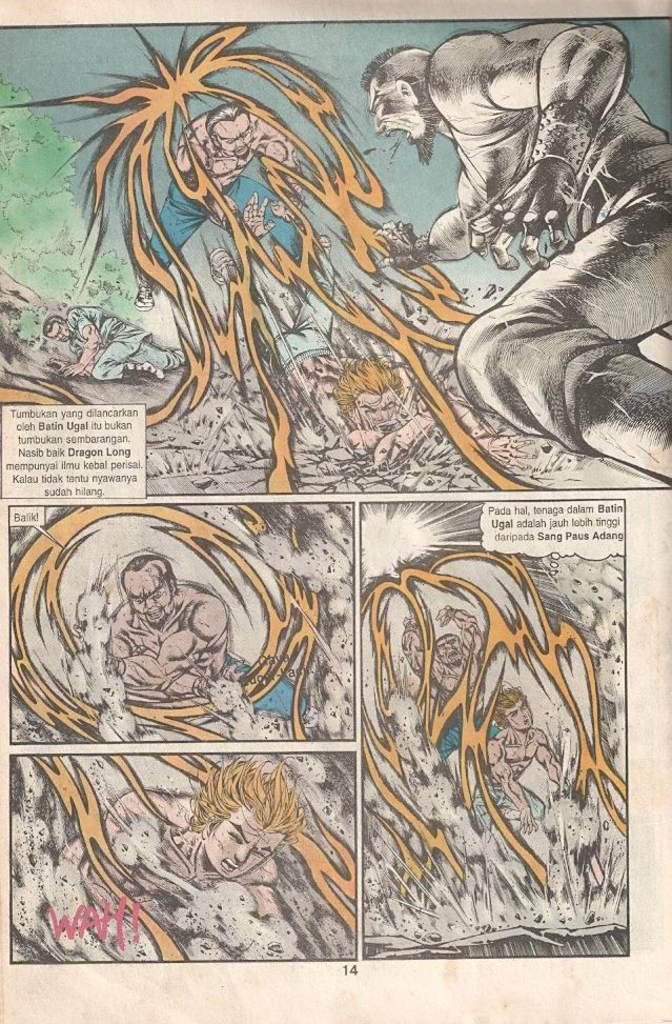 Tumbukan yang dilancarkan
oleh Batin Ugal itu bukan
tumbukan sembarangan.
Nasib baik Dragon Long
mempunyai ilmu kebal perisai.
Kalau tidak tentu nyawanya
sudah hilang.
Balik!
Pada hal, tenaga dalam Batin
Ugal adalah jauh lebih tinggi
daripada Sang Paus Adang
WAH!
14